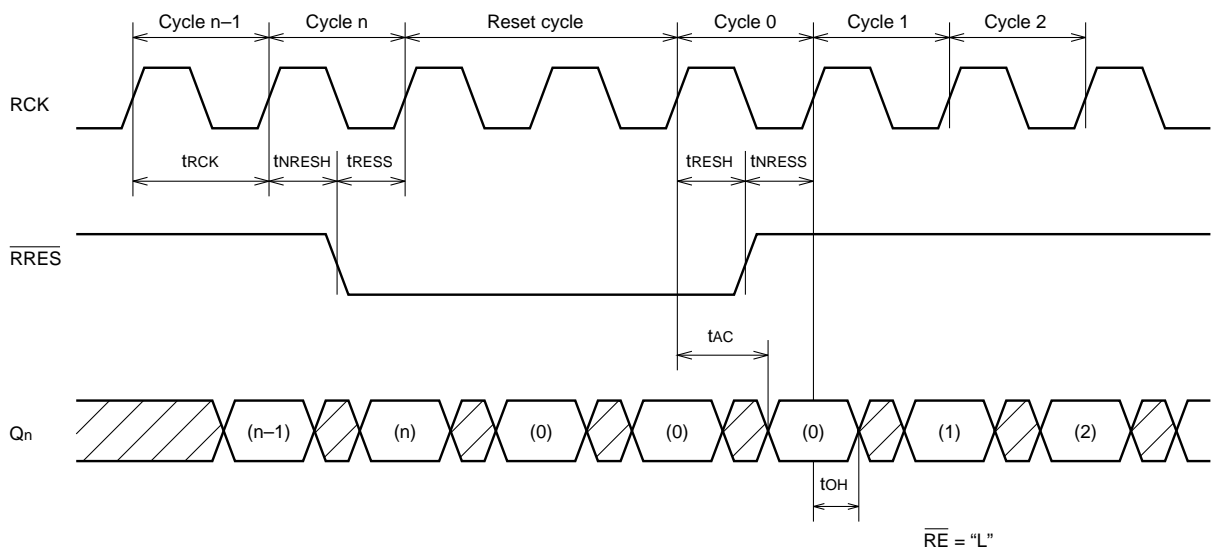 Cycle n–1 Cycle n Reset cycle Cycle 0 Cycle 1 Cycle 2
RCK
tRCK tNRESH tRESS tRESH tNRESS
RRES
tAC
Qn (n–1) (n) (0) (0) (0) (1) (2)
tOH
RE = “L”